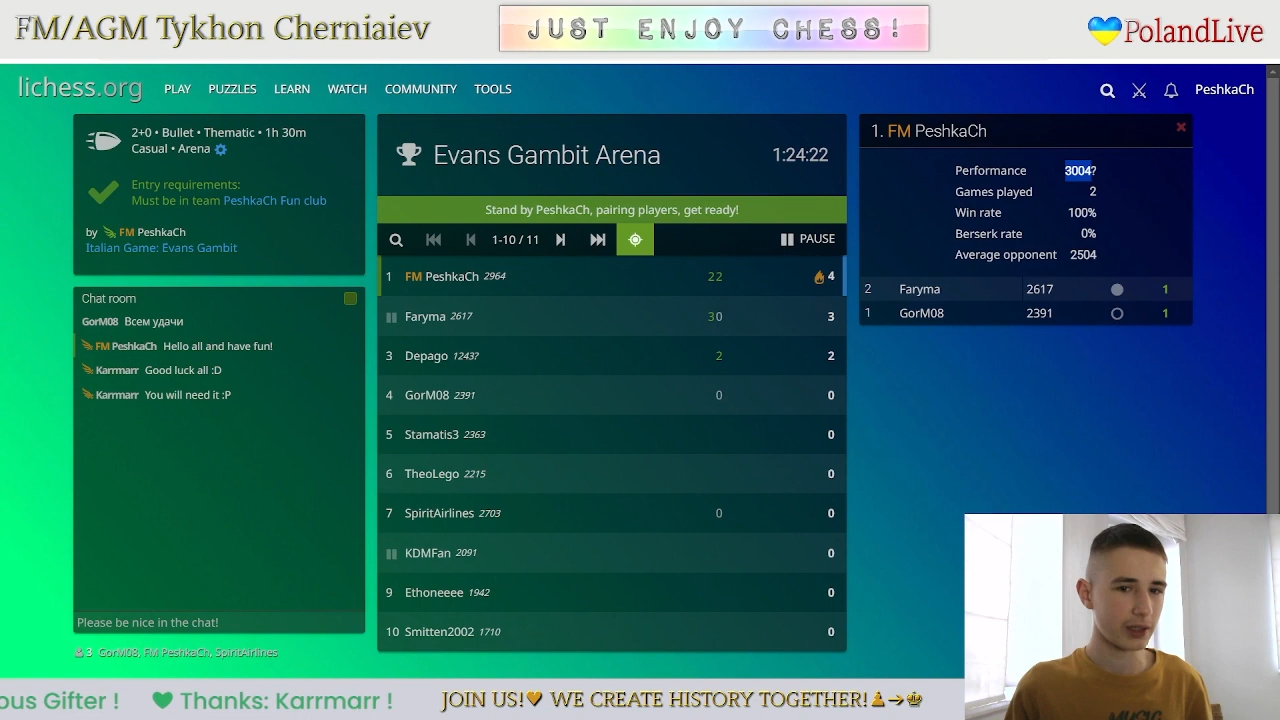 FM/AGM Tykhon Cherniaiev
JUST ENJOY CHESS!
PolandLive
lichess.org
PLAY PUZZLES LEARN WATCH COMMUNITY TOOLS
PeshkaCh
2+0 • Bullet • Thematic • 1h 30m
Casual • Arena
Entry requirements:
Must be in team PeshkaCh Fun club
by FM PeshkaCh
Italian Game: Evans Gambit
Chat room
GorM08 Всем удачи
FM PeshkaCh Hello all and have fun!
Karrmarr Good luck all :D
Karrmarr You will need it :P
Please be nice in the chat!
3 GorM08, FM PeshkaCh, SpiritAirlines
Evans Gambit Arena 1:24:22
Stand by PeshkaCh, pairing players, get ready!
1-10 / 11 PAUSE
1 FM PeshkaCh 2964 22 4
Faryma 2617 30 3
3 Depago 1243? 2 2
4 GorM08 2391 0 0
5 Stamatis3 2363 0
6 TheoLego 2215 0
7 SpiritAirlines 2703 0 0
KDMFan 2091 0
9 Ethoneeee 1942 0
10 Smitten2002 1710 0
1. FM PeshkaCh
Performance 3004?
Games played 2
Win rate 100%
Berserk rate 0%
Average opponent 2504
2 Faryma 2617 1
1 GorM08 2391 1
ous Gifter ! Thanks: Karrmarr !
JOIN US! WE CREATE HISTORY TOGETHER!